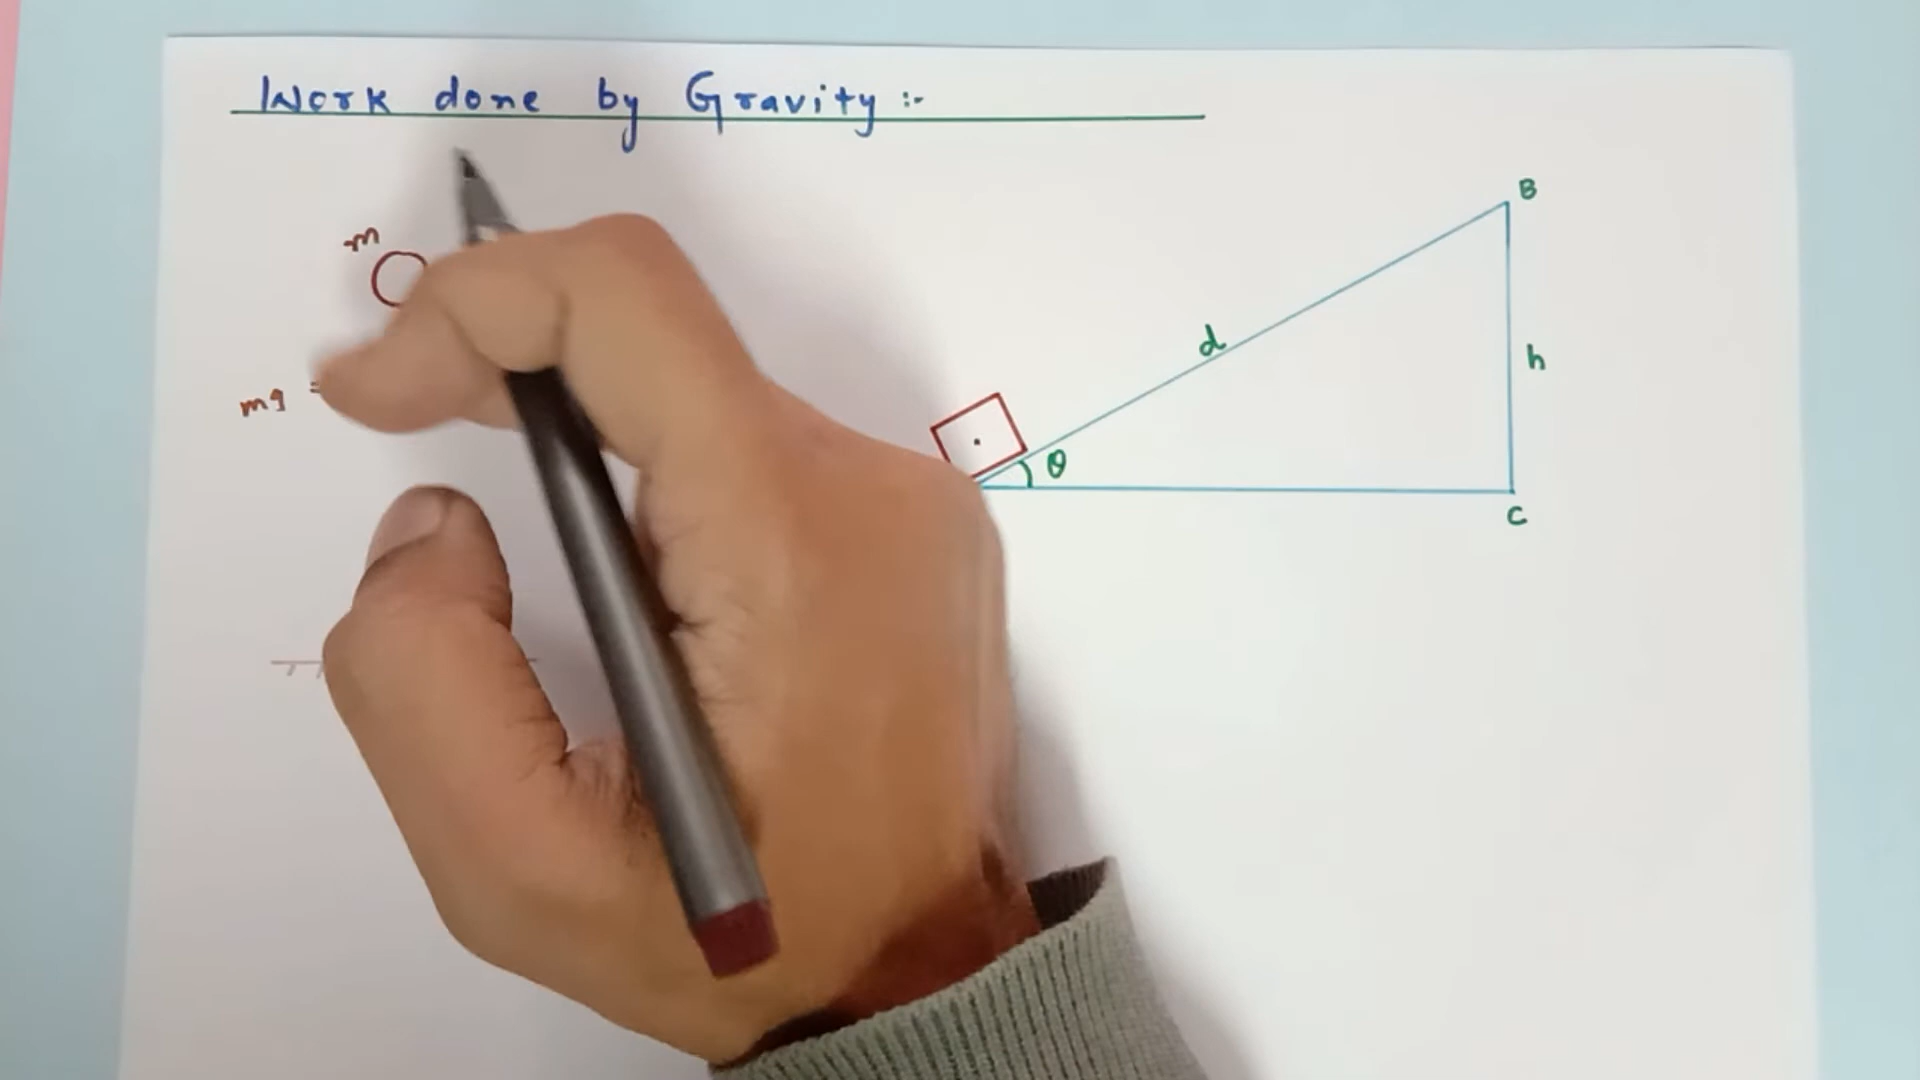 Work done by Gravity :-
m
mg =
B
d
h
θ
C